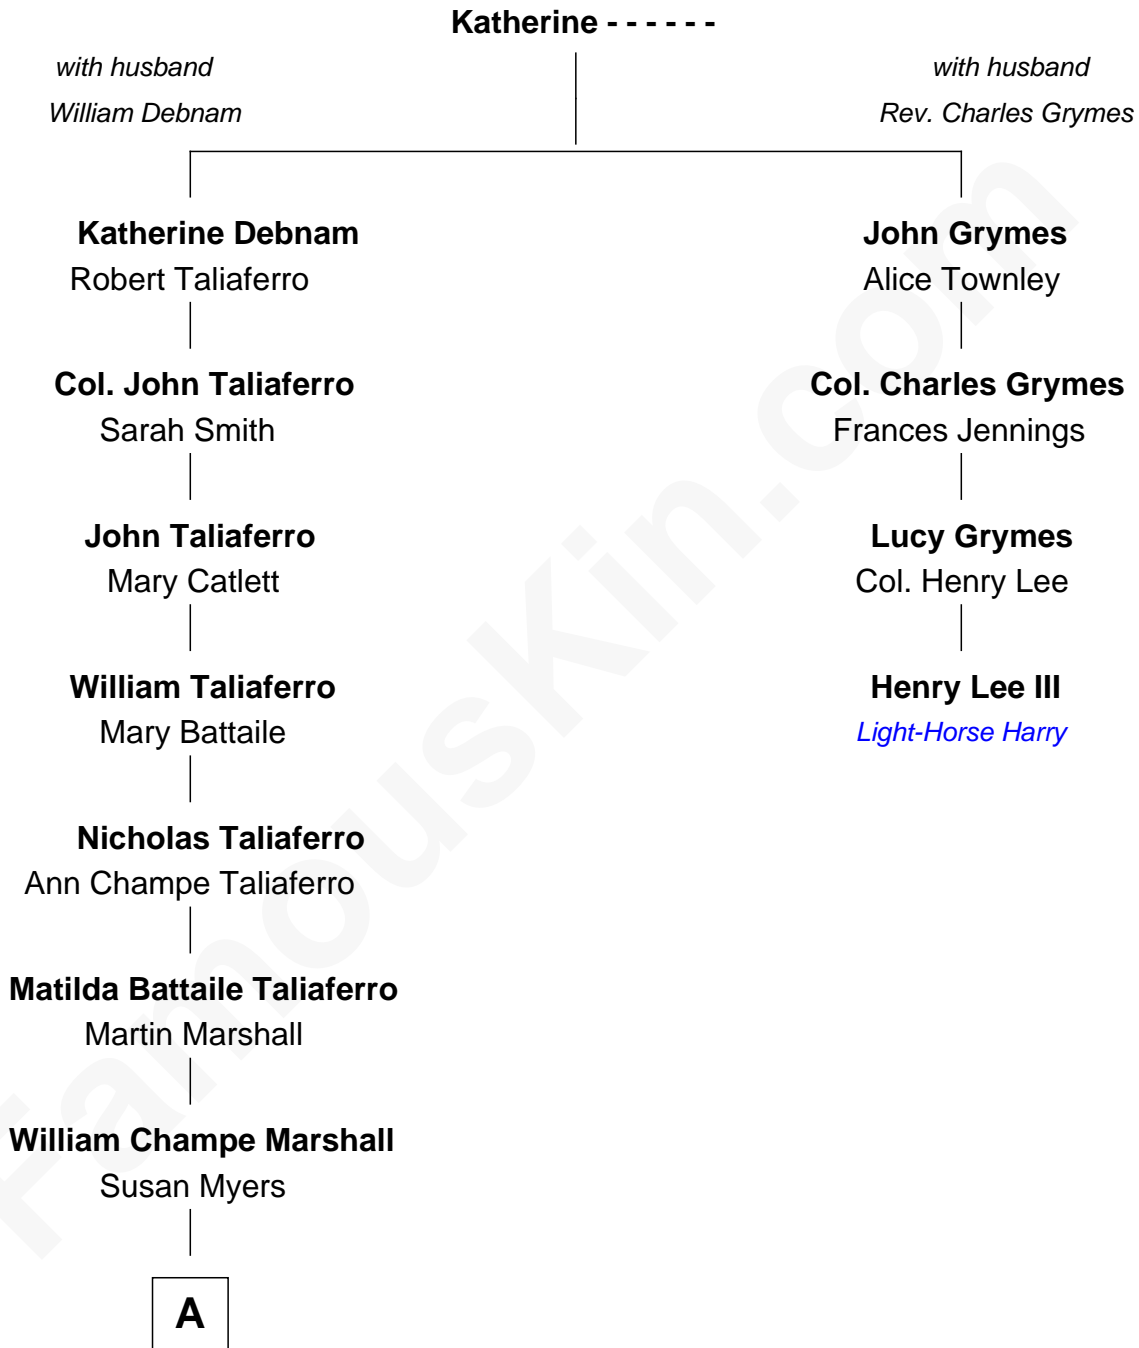 Katherine - - - - - -
with husband
William Debnam
with husband
Rev. Charles Grymes
Katherine Debnam
Robert Taliaferro
John Grymes
Alice Townley
Col. John Taliaferro
Sarah Smith
Col. Charles Grymes
Frances Jennings
John Taliaferro
Mary Catlett
Lucy Grymes
Col. Henry Lee
William Taliaferro
Mary Battaile
Henry Lee III
Light-Horse Harry
Nicholas Taliaferro
Ann Champe Taliaferro
Matilda Battaile Taliaferro
Martin Marshall
William Champe Marshall
Susan Myers
A
FamousKin.com